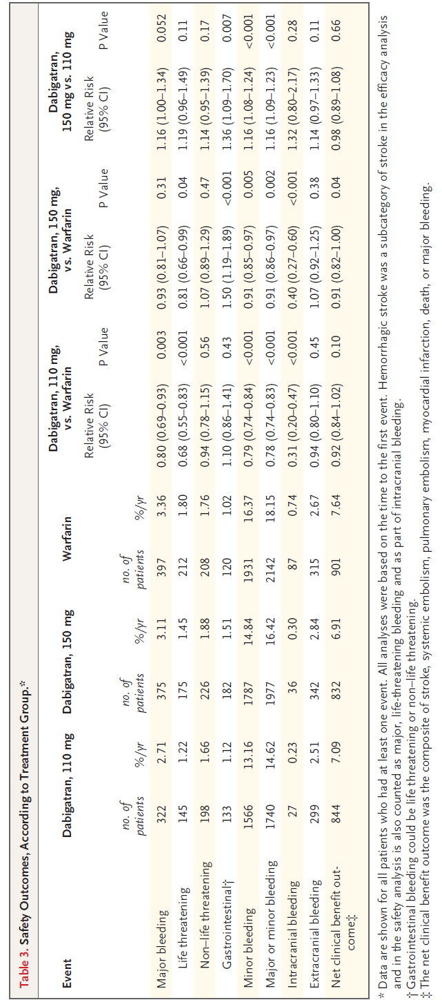 Table 3. Safety Outcomes, According to Treatment Group.*
Event Dabigatran, 110 mg Dabigatran, 150 mg Warfarin Dabigatran, 110 mg, vs. Warfarin Dabigatran, 150 mg, vs. Warfarin Dabigatran, 150 mg vs. 110 mg
no. of patients %/yr no. of patients %/yr no. of patients %/yr Relative Risk (95% CI) P Value Relative Risk (95% CI) P Value Relative Risk (95% CI) P Value
Major bleeding 322 2.71 375 3.11 397 3.36 0.80 (0.69–0.93) 0.003 0.93 (0.81–1.07) 0.31 1.16 (1.00–1.34) 0.052
Life threatening 145 1.22 175 1.45 212 1.80 0.68 (0.55–0.83) <0.001 0.81 (0.66–0.99) 0.04 1.19 (0.96–1.49) 0.11
Non–life threatening 198 1.66 226 1.88 208 1.76 0.94 (0.78–1.15) 0.56 1.07 (0.89–1.29) 0.47 1.14 (0.95–1.39) 0.17
Gastrointestinal† 133 1.12 182 1.51 120 1.02 1.10 (0.86–1.41) 0.43 1.50 (1.19–1.89) <0.001 1.36 (1.09–1.70) 0.007
Minor bleeding 1566 13.16 1787 14.84 1931 16.37 0.79 (0.74–0.84) <0.001 0.91 (0.85–0.97) 0.005 1.16 (1.08–1.24) <0.001
Major or minor bleeding 1740 14.62 1977 16.42 2142 18.15 0.78 (0.74–0.83) <0.001 0.91 (0.86–0.97) 0.002 1.16 (1.09–1.23) <0.001
Intracranial bleeding 27 0.23 36 0.30 87 0.74 0.31 (0.20–0.47) <0.001 0.40 (0.27–0.60) <0.001 1.32 (0.80–2.17) 0.28
Extracranial bleeding 299 2.51 342 2.84 315 2.67 0.94 (0.80–1.10) 0.45 1.07 (0.92–1.25) 0.38 1.14 (0.97–1.33) 0.11
Net clinical benefit out- 844 7.09 832 6.91 901 7.64 0.92 (0.84–1.02) 0.10 0.91 (0.82–1.00) 0.04 0.98 (0.89–1.08) 0.66
come‡
* Data are shown for all patients who had at least one event. All analyses were based on the time to the first event. Hemorrhagic stroke was a subcategory of stroke in the efficacy analysis
and in the safety analysis is also counted as major, life-threatening bleeding and as part of intracranial bleeding.
† Gastrointestinal bleeding could be life threatening or non–life threatening.
‡ The net clinical benefit outcome was the composite of stroke, systemic embolism, pulmonary embolism, myocardial infarction, death, or major bleeding.